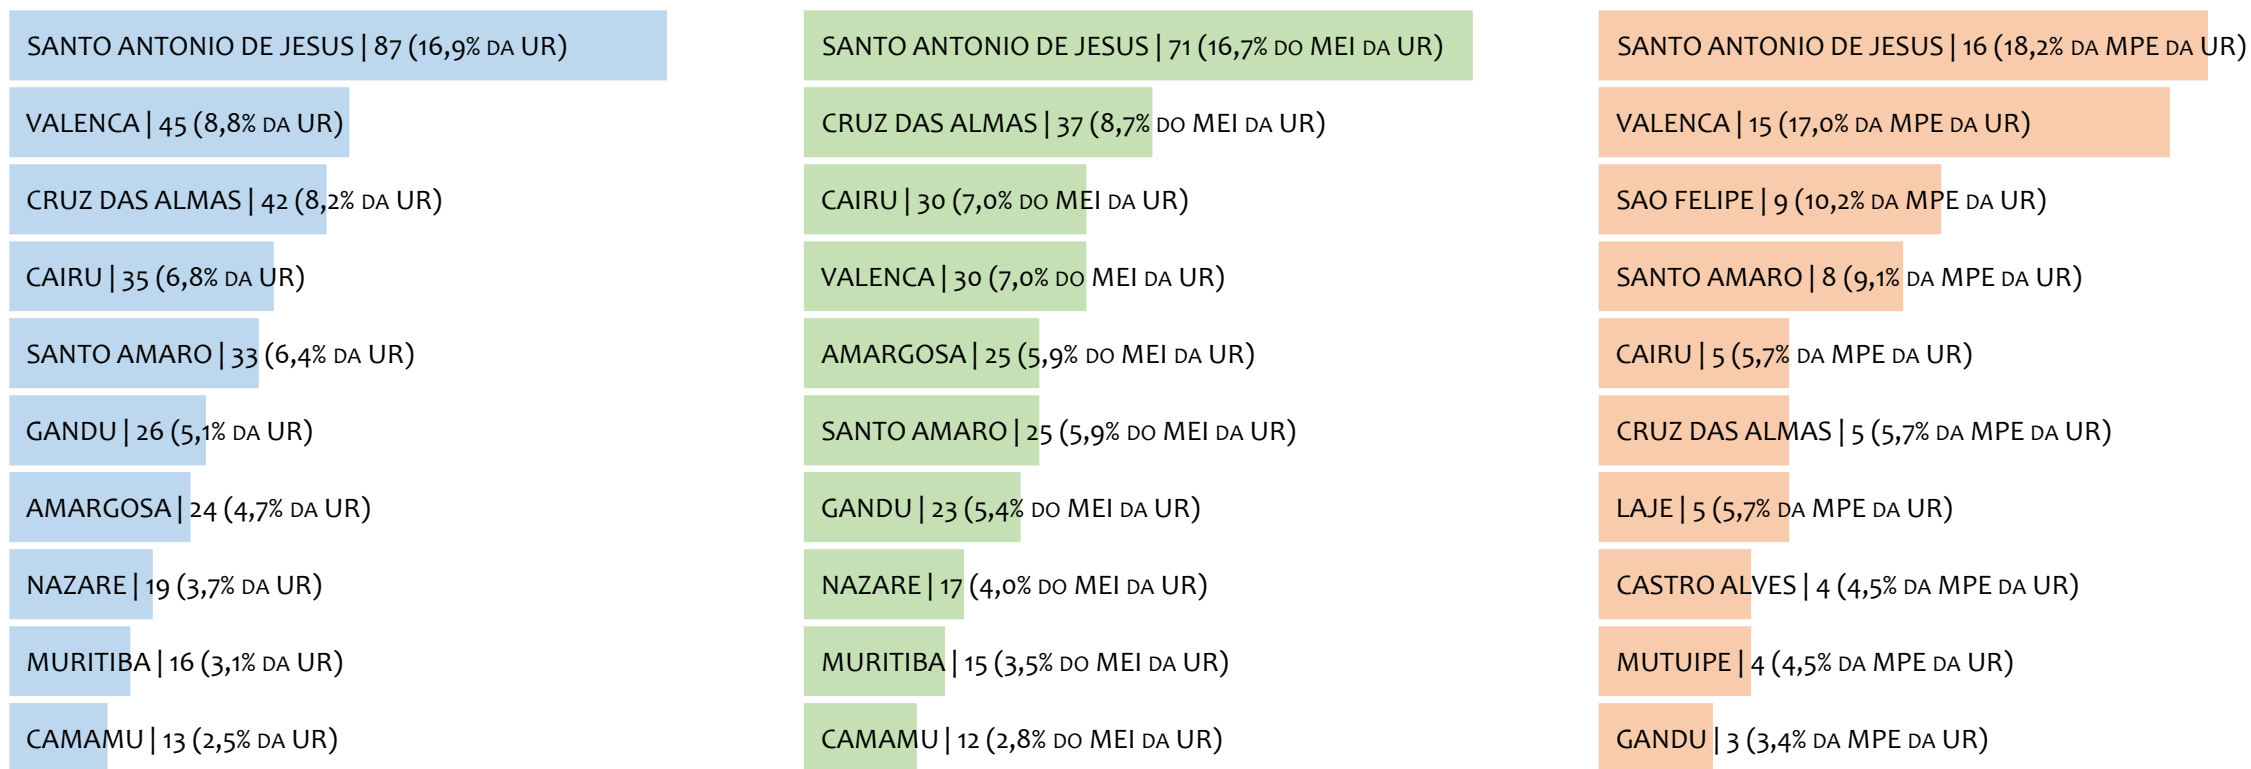 SANTO ANTONIO DE JESUS | 87 (16,9% DA UR)
VALENCA | 45 (8,8% DA UR)
CRUZ DAS ALMAS | 42 (8,2% DA UR)
CAIRU | 35 (6,8% DA UR)
SANTO AMARO | 33 (6,4% DA UR)
GANDU | 26 (5,1% DA UR)
AMARGOSA | 24 (4,7% DA UR)
NAZARE | 19 (3,7% DA UR)
MURITIBA | 16 (3,1% DA UR)
CAMAMU | 13 (2,5% DA UR)
SANTO ANTONIO DE JESUS | 71 (16,7% DO MEI DA UR)
CRUZ DAS ALMAS | 37 (8,7% DO MEI DA UR)
CAIRU | 30 (7,0% DO MEI DA UR)
VALENCA | 30 (7,0% DO MEI DA UR)
AMARGOSA | 25 (5,9% DO MEI DA UR)
SANTO AMARO | 25 (5,9% DO MEI DA UR)
GANDU | 23 (5,4% DO MEI DA UR)
NAZARE | 17 (4,0% DO MEI DA UR)
MURITIBA | 15 (3,5% DO MEI DA UR)
CAMAMU | 12 (2,8% DO MEI DA UR)
SANTO ANTONIO DE JESUS | 16 (18,2% DA MPE DA UR)
VALENCA | 15 (17,0% DA MPE DA UR)
SAO FELIPE | 9 (10,2% DA MPE DA UR)
SANTO AMARO | 8 (9,1% DA MPE DA UR)
CAIRU | 5 (5,7% DA MPE DA UR)
CRUZ DAS ALMAS | 5 (5,7% DA MPE DA UR)
LAJE | 5 (5,7% DA MPE DA UR)
CASTRO ALVES | 4 (4,5% DA MPE DA UR)
MUTUIPE | 4 (4,5% DA MPE DA UR)
GANDU | 3 (3,4% DA MPE DA UR)